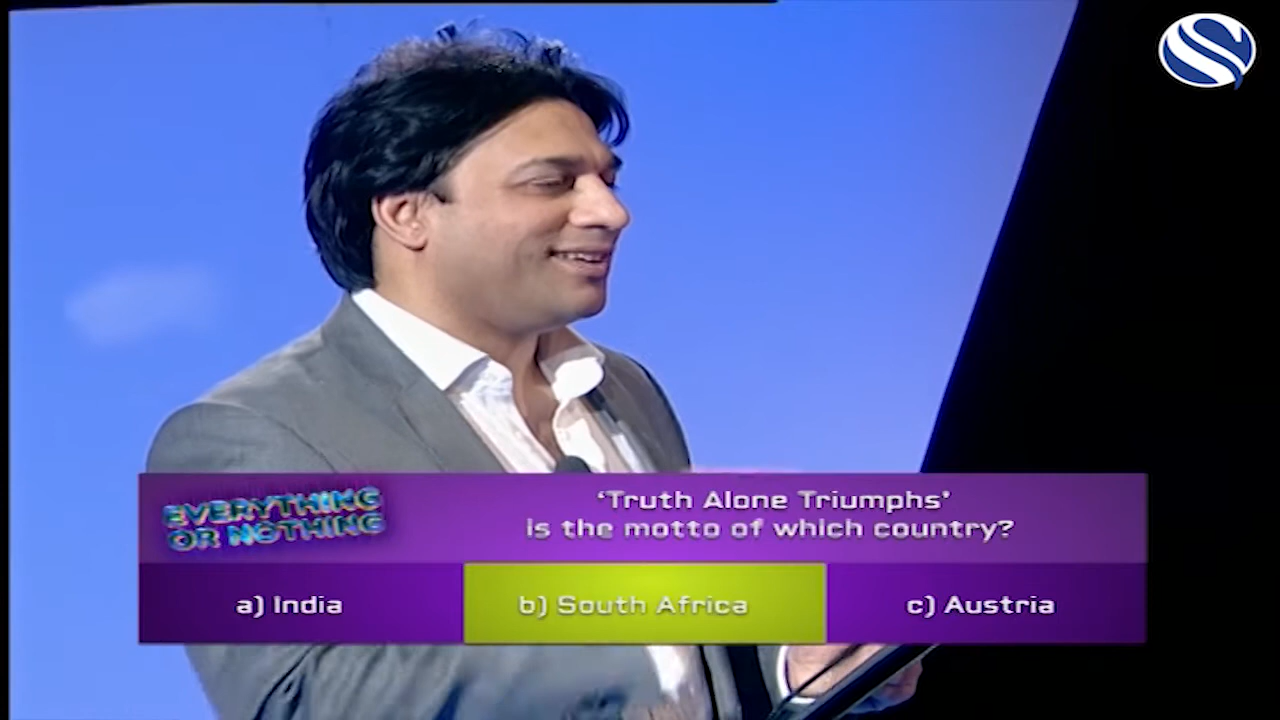 EVERYTHING
OR NOTHING
‘Truth Alone Triumphs’
is the motto of which country?
a) India
b) South Africa
c) Austria